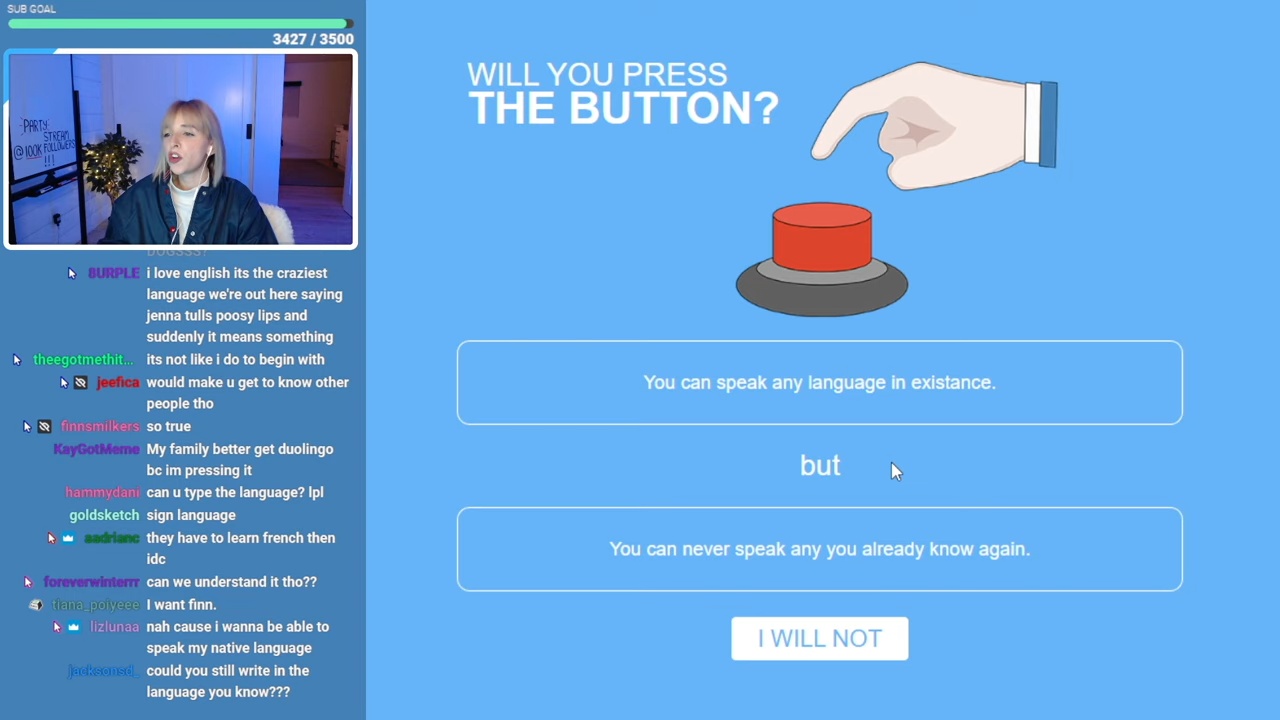 SUB GOAL
3427 / 3500
PARTY
STREAM
@ 100K FOLLOWERS
!!!
8URPLE i love english its the craziest
language we're out here saying
jenna tulls poosy lips and
suddenly it means something
theegotmethit... its not like i do to begin with
jeefica would make u get to know other
people tho
finnsmilkers so true
KayGotMeme My family better get duolingo
bc im pressing it
hammydani can u type the language? lpl
goldsketch sign language
aadrianc they have to learn french then
idc
foreverwinterrr can we understand it tho??
tiana_polyeee I want finn.
lizlunaa nah cause i wanna be able to
speak my native language
jacksonsd_ could you still write in the
language you know???
WILL YOU PRESS
THE BUTTON?
You can speak any language in existance.
but
You can never speak any you already know again.
I WILL NOT